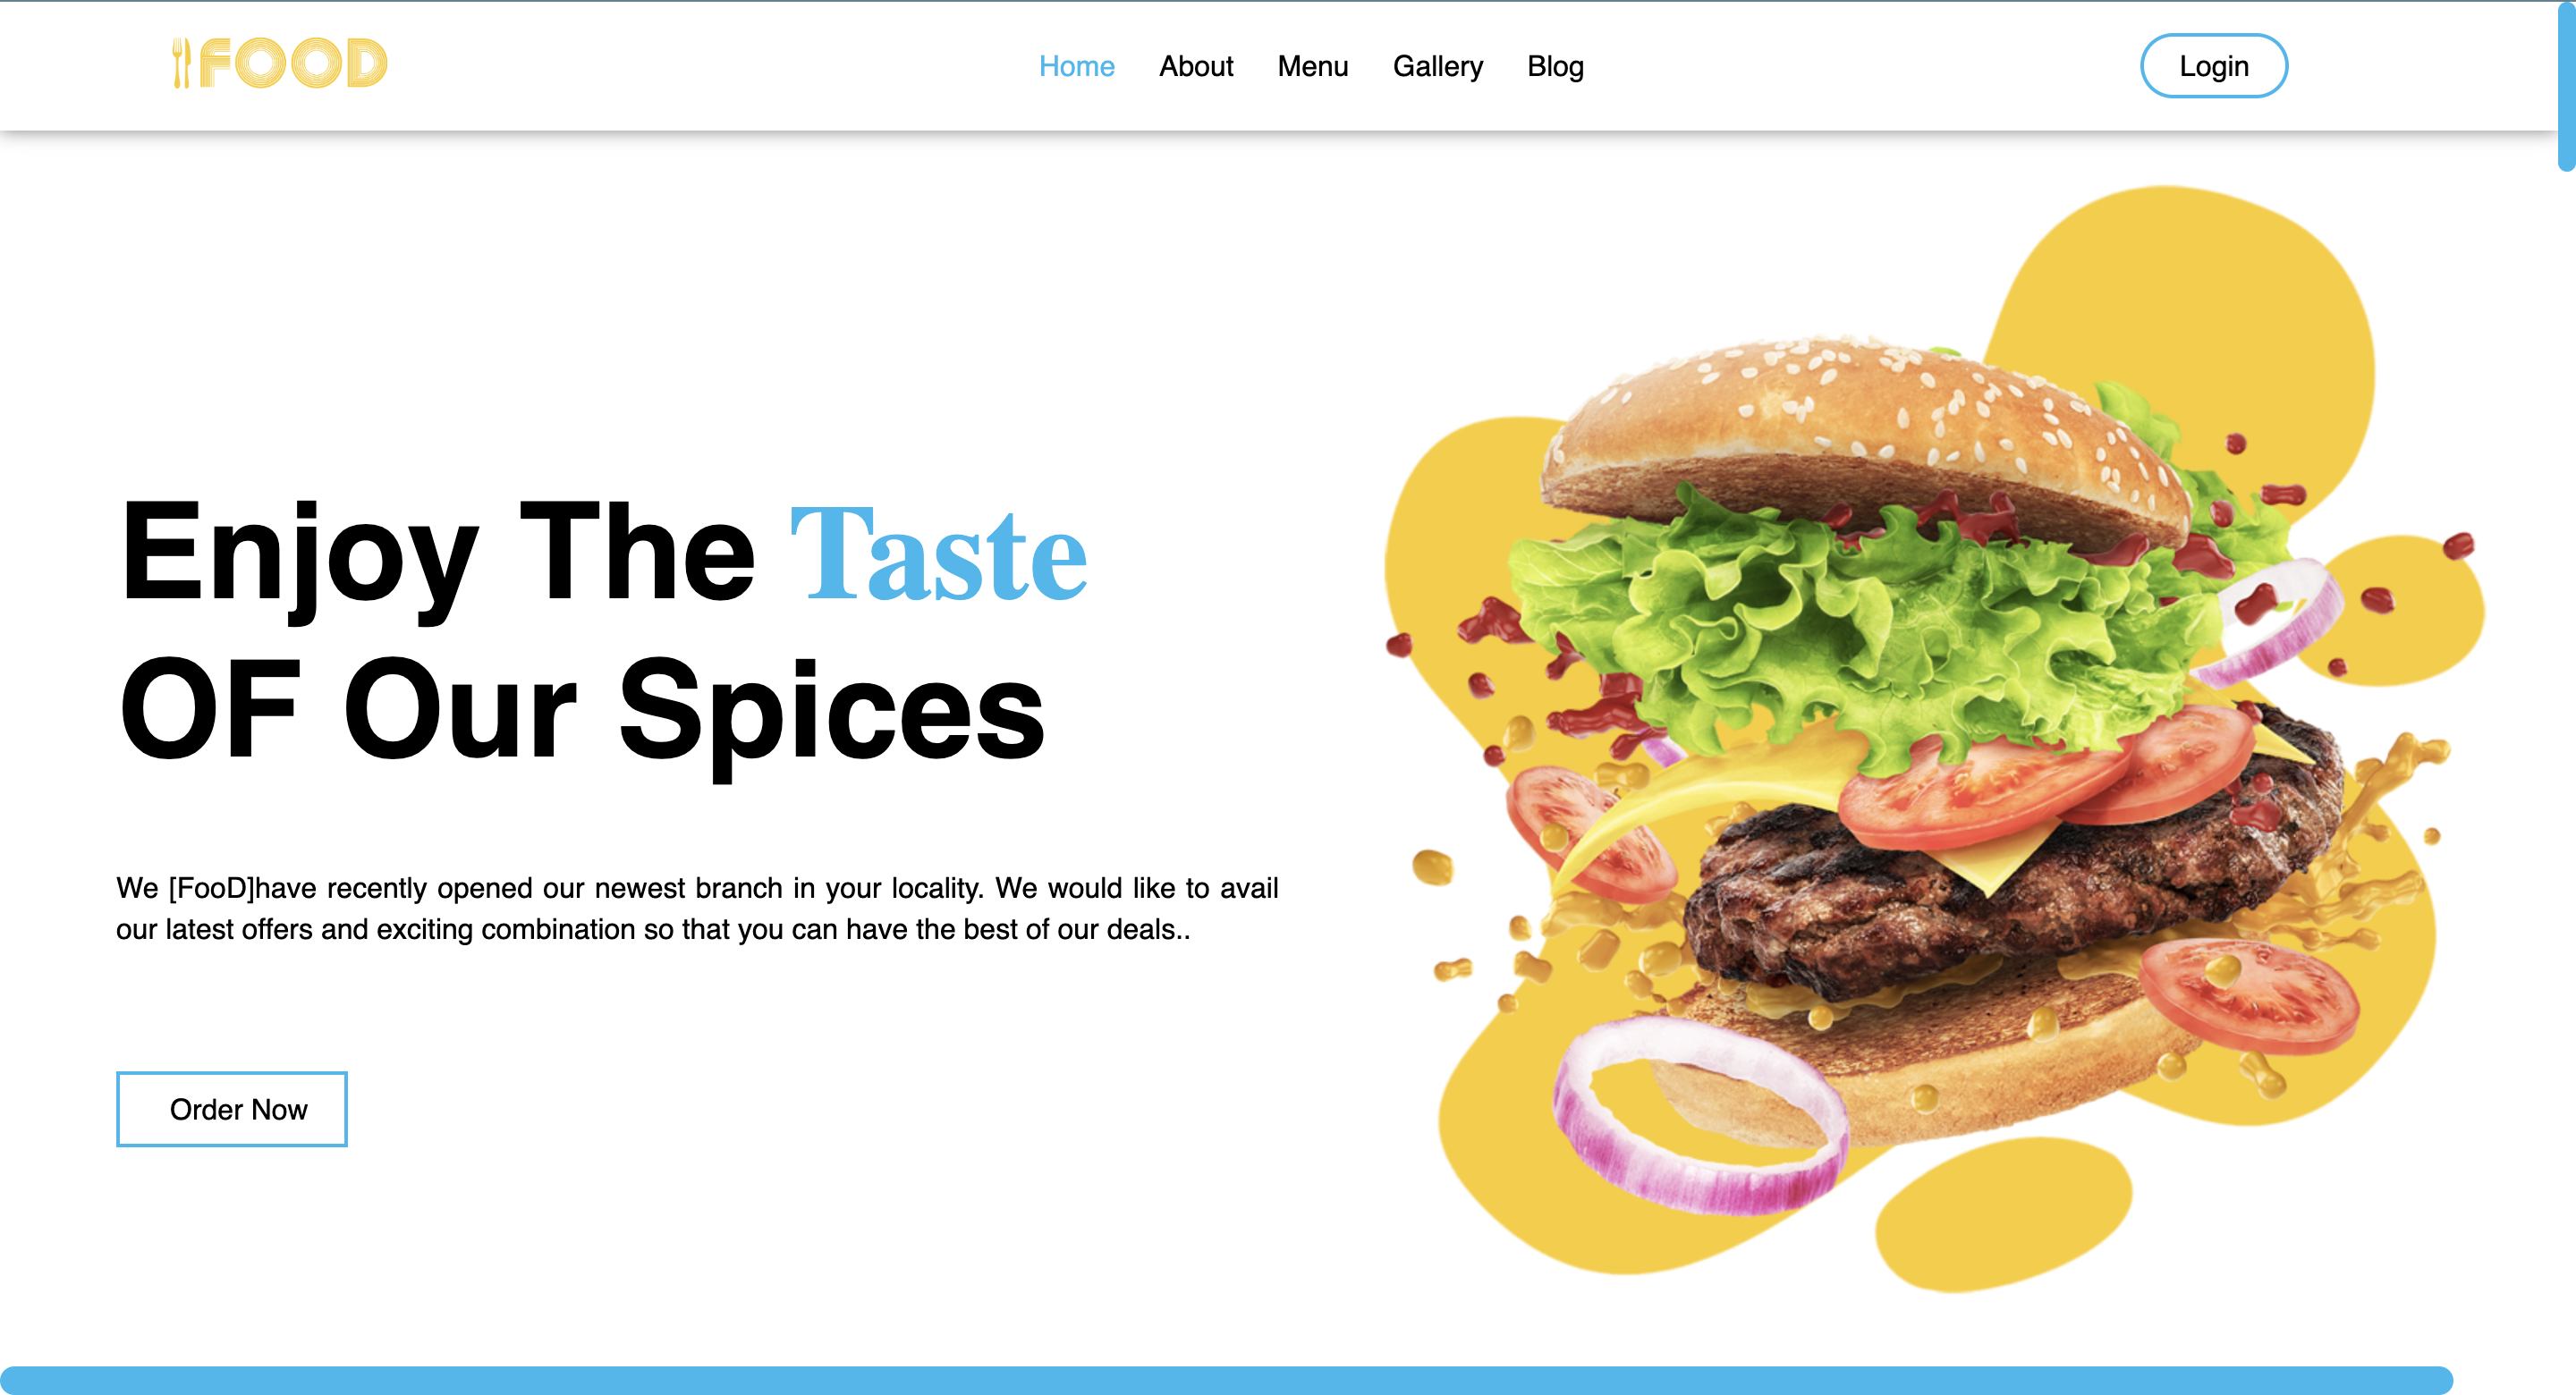 FOOD
Home About Menu Gallery Blog
Login
Enjoy The Taste
OF Our Spices
We [FooD]have recently opened our newest branch in your locality. We would like to avail
our latest offers and exciting combination so that you can have the best of our deals..
Order Now